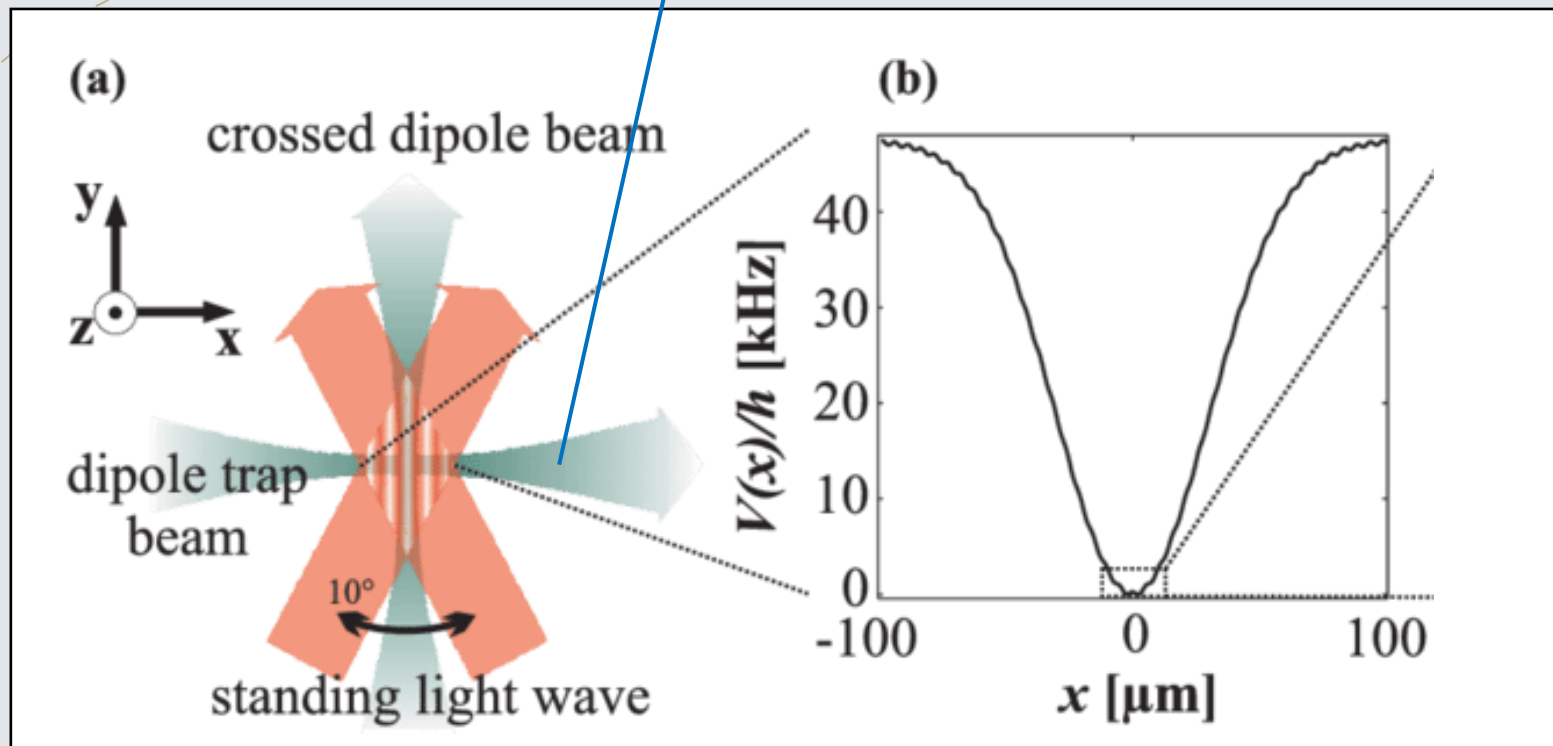 (a)
crossed dipole beam
y
z
x
dipole trap
beam
10°
standing light wave
(b)
V(x)/h [kHz]
40
30
20
10
0
-100
0
100
x [µm]